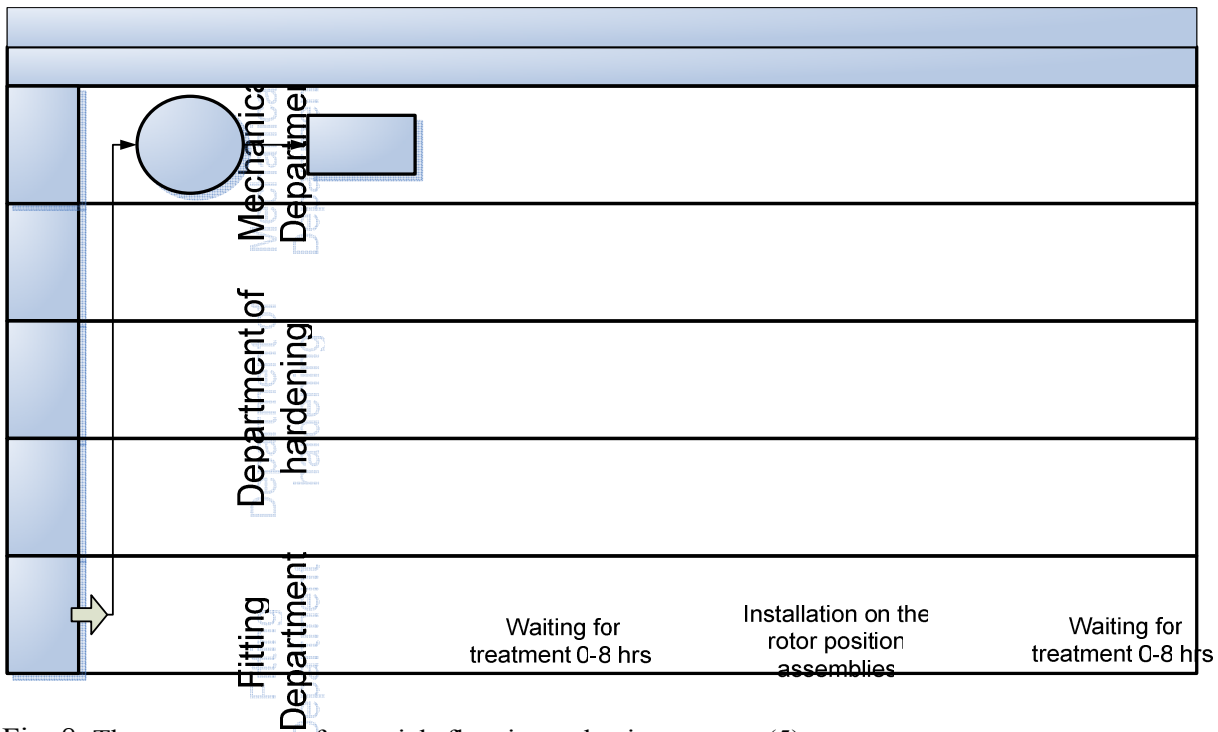 Mechanica
Departmen
Department of
hardening
Fitting
Department
Waiting for
treatment 0-8 hrs
Installation on the
rotor position
assemblies
Waiting for
treatment 0-8 hrs